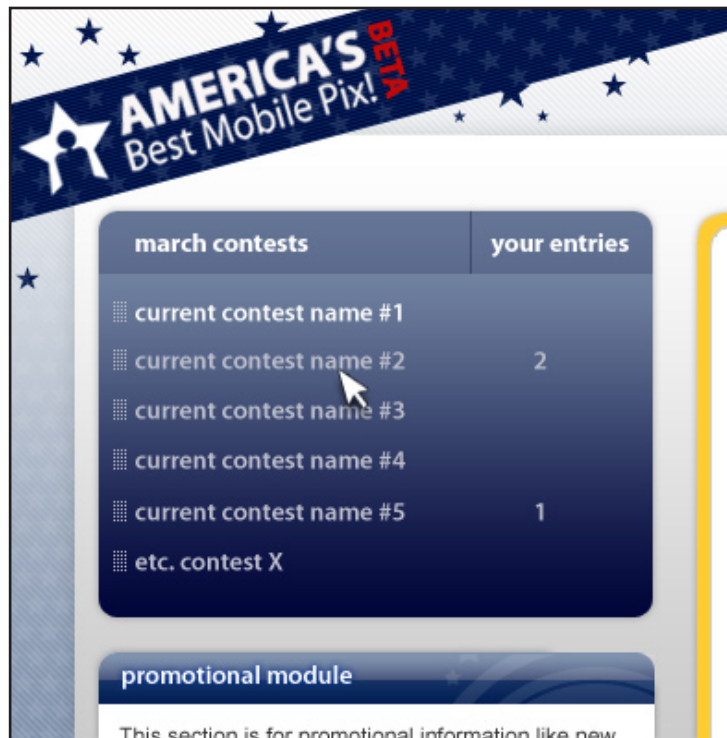 AMERICA'S BETA
Best Mobile Pix!
march contests your entries
current contest name #1
current contest name #2 2
current contest name #3
current contest name #4
current contest name #5 1
etc. contest X
promotional module
This section is for promotional information like new